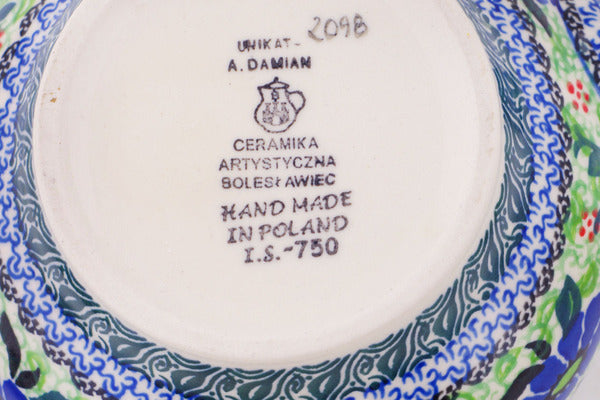 UNIKAT- 2098
A. DAMIAN
CERAMIKA
ARTYSTYCZNA
BOLESŁAWIEC
HAND MADE
IN POLAND
I.S.-750